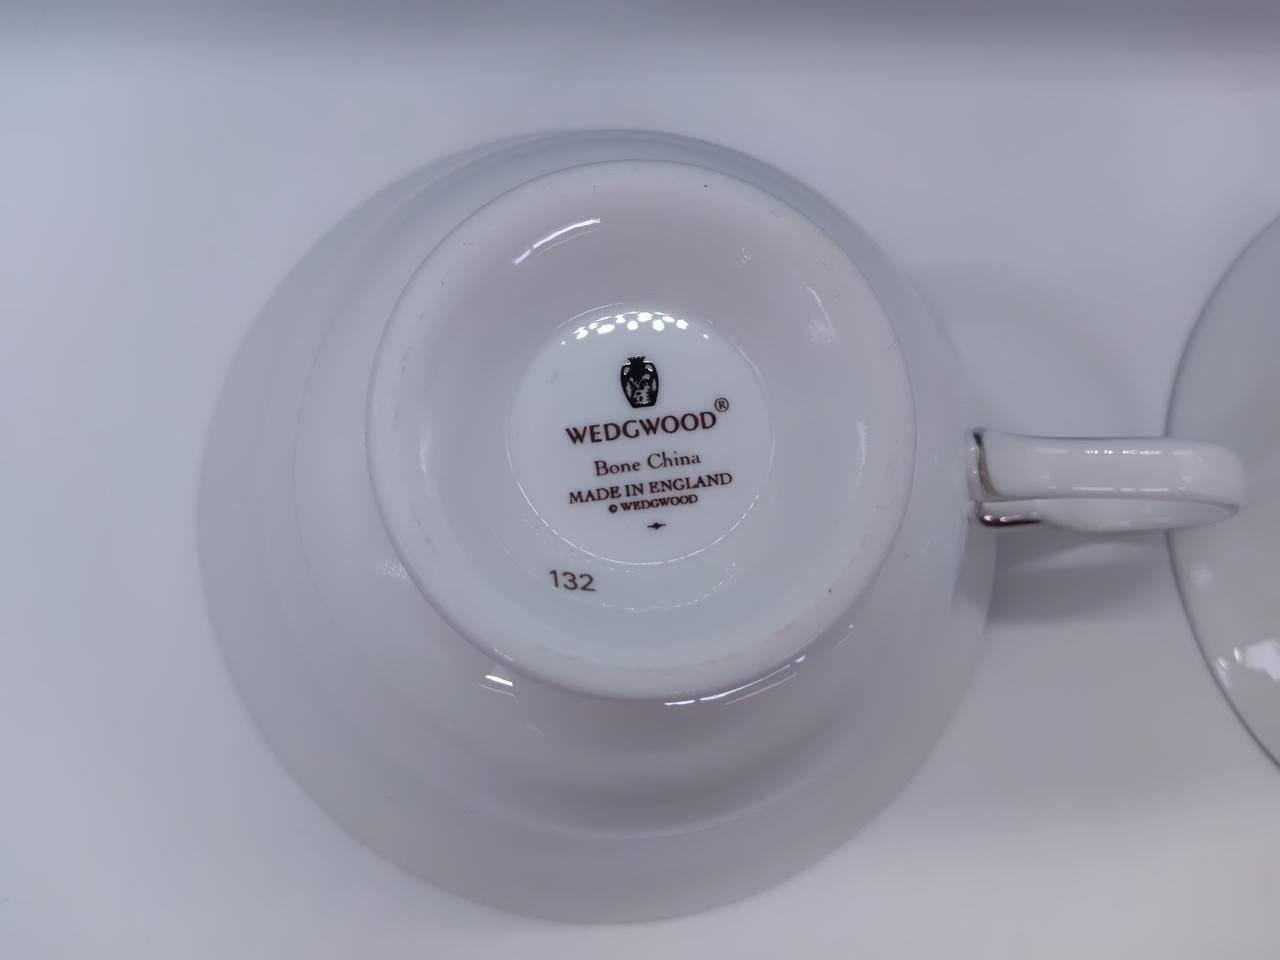 WEDGWOOD®
Bone China
MADE IN ENGLAND
© WEDGWOOD
132